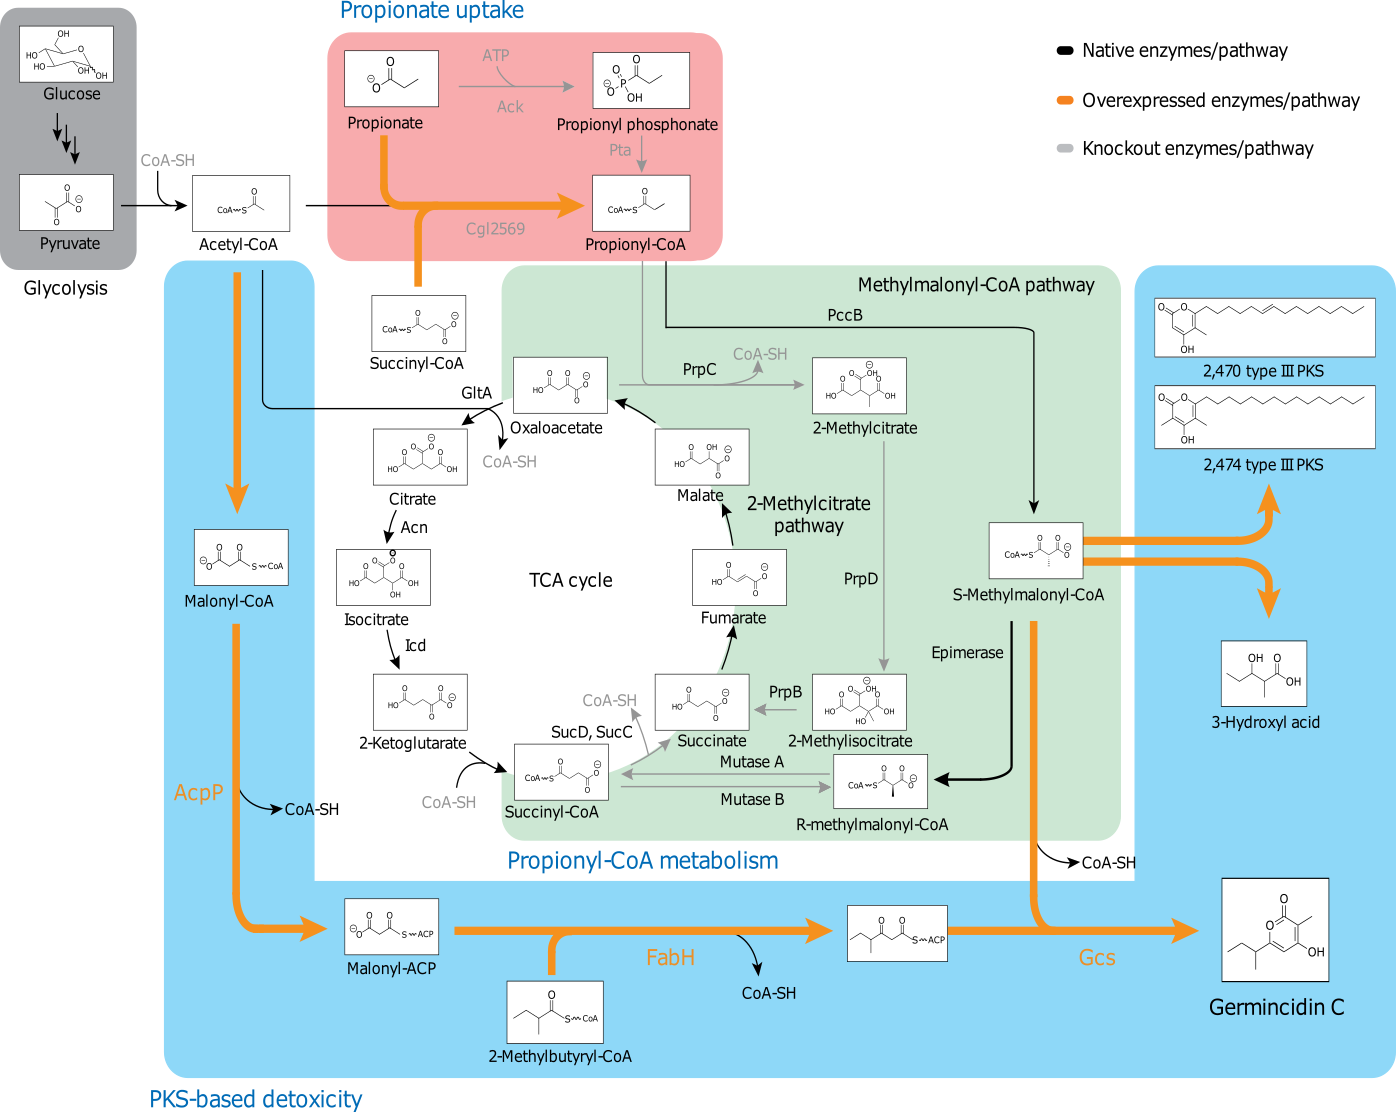 Propionate uptake
Glucose
Pyruvate
Glycolysis
CoA-SH
Acetyl-CoA
Propionate
ATP
Ack
Propionyl phosphonate
Pta
Cgl2569
Propionyl-CoA
Succinyl-CoA
Native enzymes/pathway
Overexpressed enzymes/pathway
Knockout enzymes/pathway
Methylmalonyl-CoA pathway
PccB
CoA-SH
PrpC
GltA
Oxaloacetate
2-Methylcitrate
CoA-SH
Citrate
Malate
2-Methylcitrate
pathway
Acn
TCA cycle
PrpD
Isocitrate
Fumarate
S-Methylmalonyl-CoA
Icd
Epimerase
CoA-SH
PrpB
SucD, SucC
2-Ketoglutarate
Succinate
2-Methylisocitrate
Mutase A
Mutase B
CoA-SH
Succinyl-CoA
R-methylmalonyl-CoA
Propionyl-CoA metabolism
2,470 type III PKS
2,474 type III PKS
3-Hydroxyl acid
Malonyl-CoA
AcpP
CoA-SH
CoA-SH
Malonyl-ACP
FabH
CoA-SH
Gcs
2-Methylbutyryl-CoA
Germincidin C
PKS-based detoxicity